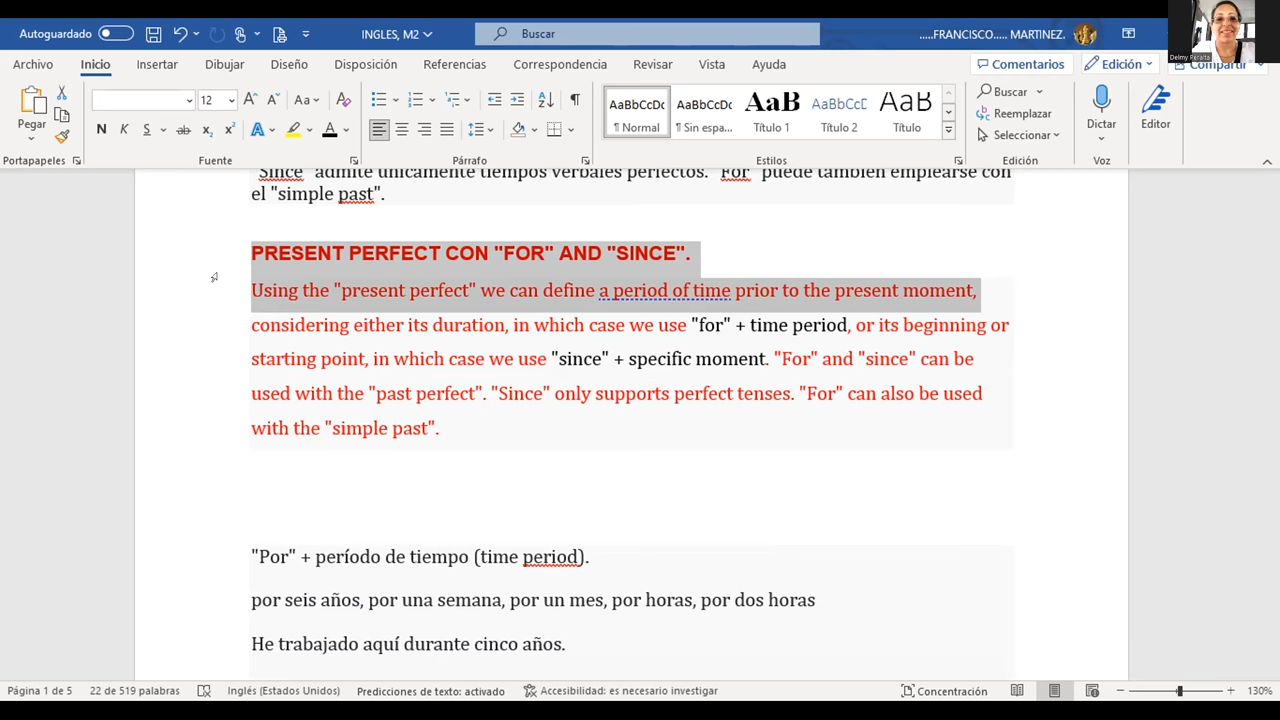 Autoguardado
INGLES, M2
Buscar
.....FRANCISCO..... MARTINEZ.
Delmy Peralta
Archivo Inicio Insertar Dibujar Diseño Disposición Referencias Correspondencia Revisar Vista Ayuda Comentarios Edición Compartir
Pegar
12
Aa
N K S ab x₂ x² A A
AaBbCcDc AaBbCcDc AaB AaBbCcD AaB
¶ Normal ¶ Sin espa... Título 1 Título 2 Título
Buscar
Reemplazar
Seleccionar
Dictar
Editor
Portapapeles Fuente Párrafo Estilos Edición Voz
"Since" admite únicamente tiempos verbales perfectos. "For" puede también emplearse con
el "simple past".
PRESENT PERFECT CON "FOR" AND "SINCE".
Using the "present perfect" we can define a period of time prior to the present moment,
considering either its duration, in which case we use "for" + time period, or its beginning or
starting point, in which case we use "since" + specific moment. "For" and "since" can be
used with the "past perfect". "Since" only supports perfect tenses. "For" can also be used
with the "simple past".
"Por" + período de tiempo (time period).
por seis años, por una semana, por un mes, por horas, por dos horas
He trabajado aquí durante cinco años.
Página 1 de 5 22 de 519 palabras Inglés (Estados Unidos) Predicciones de texto: activado Accesibilidad: es necesario investigar Concentración 130%